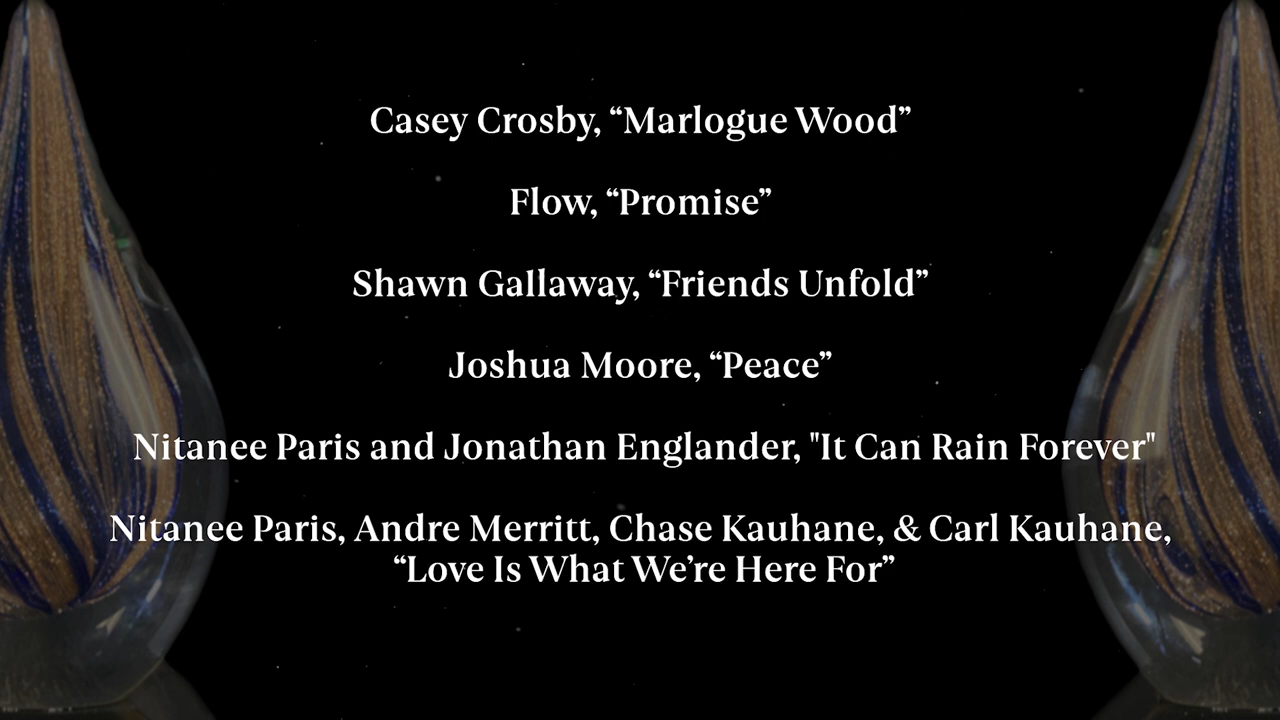 Casey Crosby, “Marlogue Wood”
Flow, “Promise”
Shawn Gallaway, “Friends Unfold”
Joshua Moore, “Peace”
Nitanee Paris and Jonathan Englander, "It Can Rain Forever"
Nitanee Paris, Andre Merritt, Chase Kauhane, & Carl Kauhane,
“Love Is What We’re Here For”